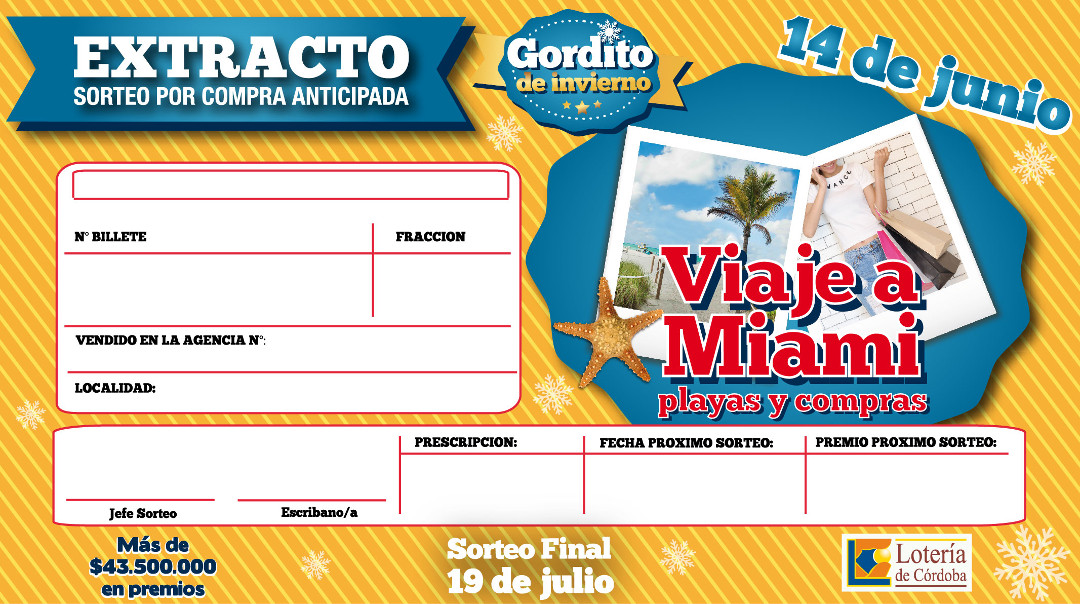 EXTRACTO
SORTEO POR COMPRA ANTICIPADA
Gordito
de invierno
14 de junio
N° BILLETE
FRACCION
VENDIDO EN LA AGENCIA N°:
LOCALIDAD:
Viaje a
Miami
playas y compras
PRESCRIPCION:
FECHA PROXIMO SORTEO:
PREMIO PROXIMO SORTEO:
Jefe Sorteo
Escribano/a
Más de
$43.500.000
en premios
Sorteo Final
19 de julio
Lotería
de Córdoba